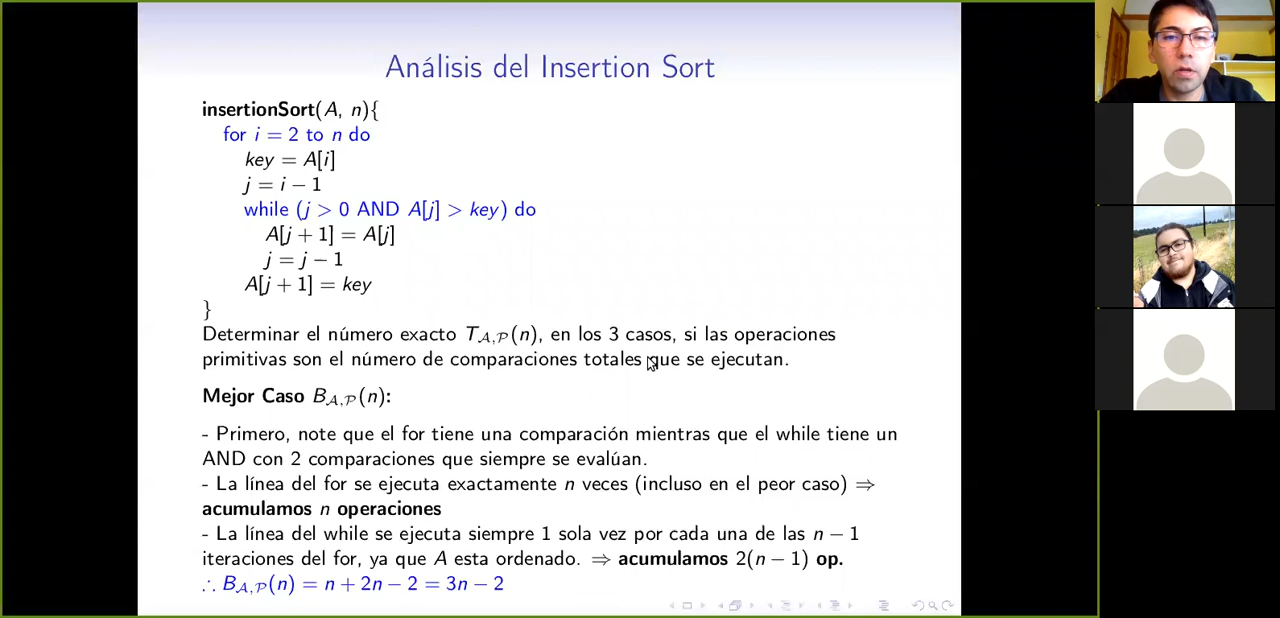 Análisis del Insertion Sort
insertionSort(A, n){
for i = 2 to n do
key = A[i]
j = i − 1
while (j > 0 AND A[j] > key) do
A[j + 1] = A[j]
j = j − 1
A[j + 1] = key
}
Determinar el número exacto T𝒜,𝒫(n), en los 3 casos, si las operaciones
primitivas son el número de comparaciones totales que se ejecutan.
Mejor Caso B𝒜,𝒫(n):
- Primero, note que el for tiene una comparación mientras que el while tiene un
AND con 2 comparaciones que siempre se evalúan.
- La línea del for se ejecuta exactamente n veces (incluso en el peor caso) ⇒
acumulamos n operaciones
- La línea del while se ejecuta siempre 1 sola vez por cada una de las n − 1
iteraciones del for, ya que A esta ordenado. ⇒ acumulamos 2(n − 1) op.
∴ B𝒜,𝒫(n) = n + 2n − 2 = 3n − 2